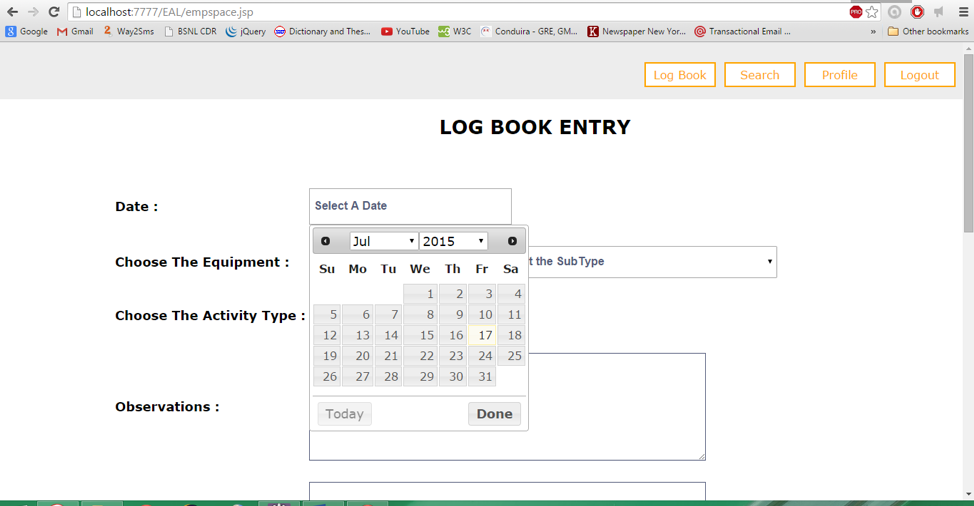 localhost:7777/EAL/empspace.jsp
Google Gmail Way2Sms BSNL CDR jQuery Dictionary and Thes... YouTube W3C Conduira - GRE, GM... Newspaper New Yor... Transactional Email ... » Other bookmarks
Log Book Search Profile Logout
LOG BOOK ENTRY
Date : Select A Date
Jul 2015
Choose The Equipment : t the SubType
Su Mo Tu We Th Fr Sa
1 2 3 4
Choose The Activity Type : 5 6 7 8 9 10 11
12 13 14 15 16 17 18
19 20 21 22 23 24 25
26 27 28 29 30 31
Observations : Today Done